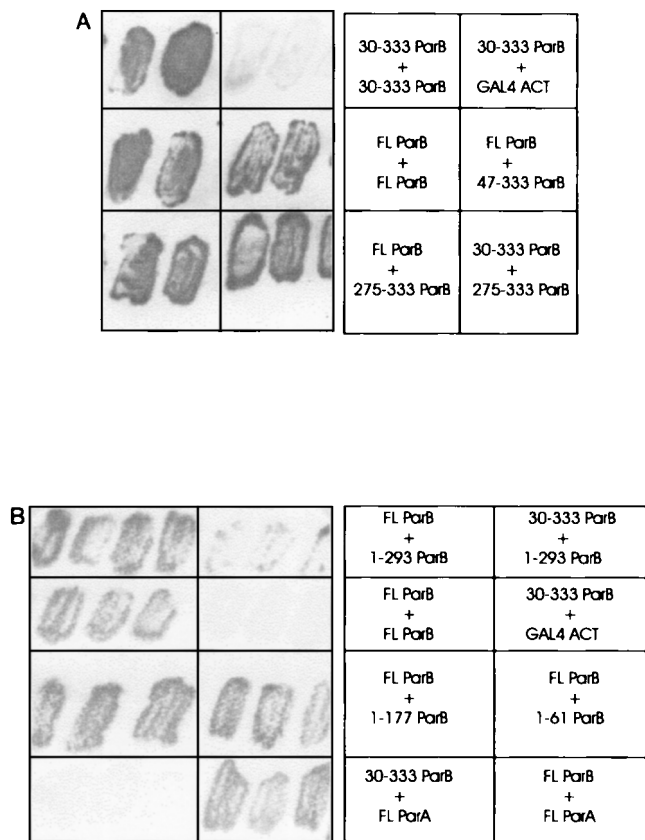 A
30-333 ParB
+
30-333 ParB
30-333 ParB
+
GAL4 ACT
FL ParB
+
FL ParB
FL ParB
+
47-333 ParB
FL ParB
+
275-333 ParB
30-333 ParB
+
275-333 ParB
B
FL ParB
+
1-293 ParB
30-333 ParB
+
1-293 ParB
FL ParB
+
FL ParB
30-333 ParB
+
GAL4 ACT
FL ParB
+
1-177 ParB
FL ParB
+
1-61 ParB
30-333 ParB
+
FL ParA
FL ParB
+
FL ParA